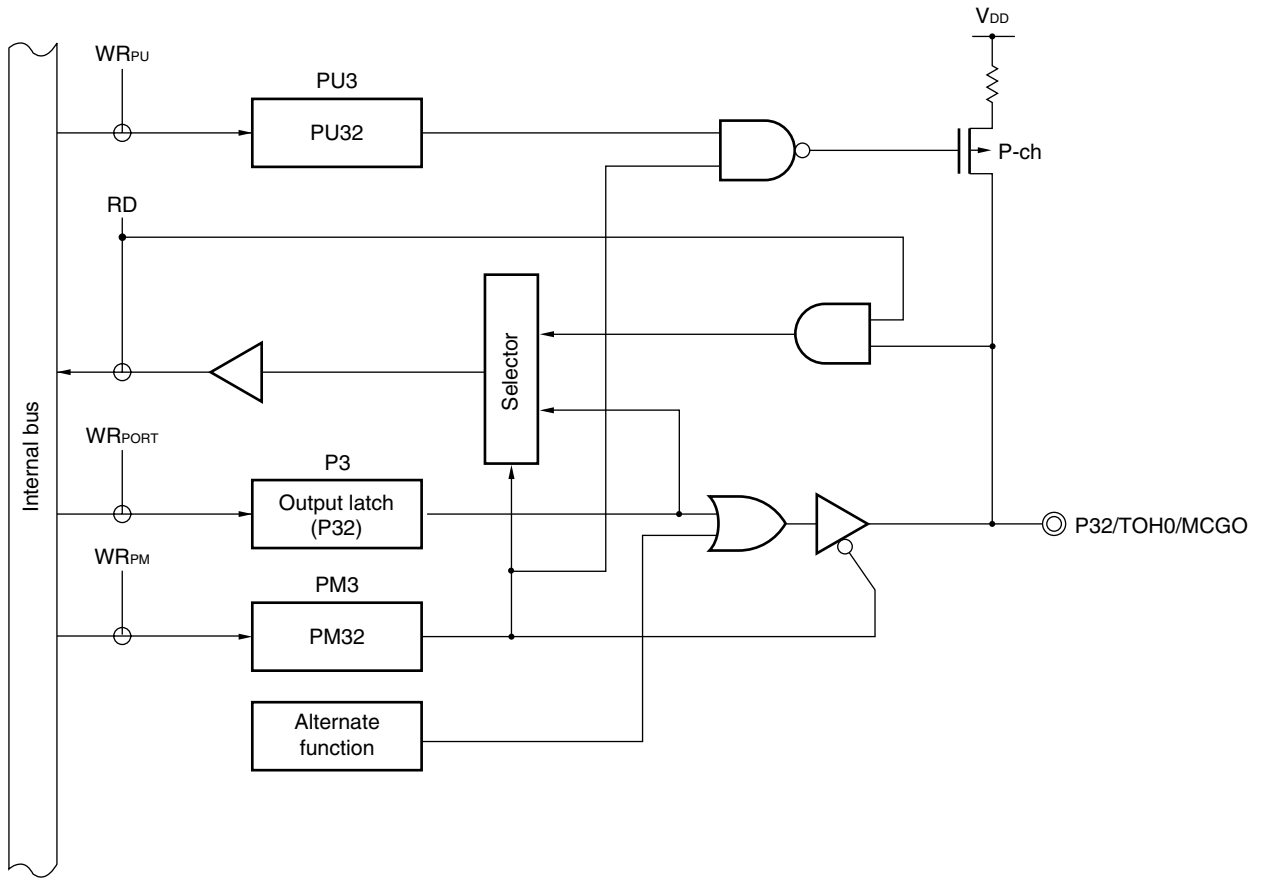 VDD
WRPU
PU3
PU32
P-ch
RD
Selector
Internal bus
WRPORT
P3
Output latch
(P32)
P32/TOH0/MCGO
WRPM
PM3
PM32
Alternate
function